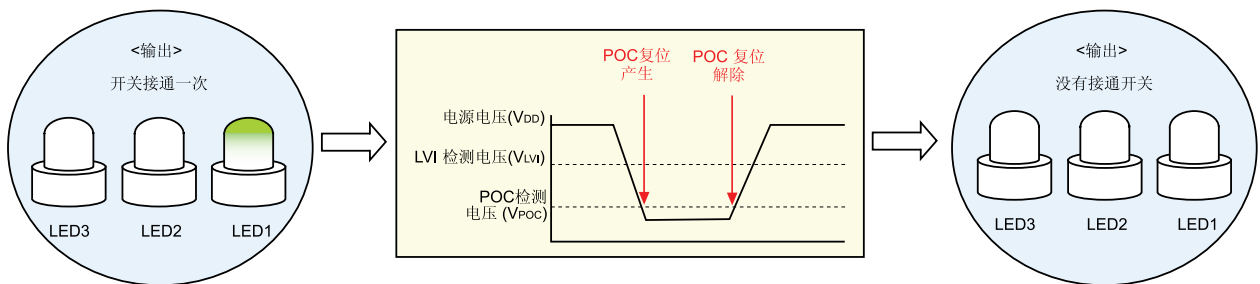 <输出>
开关接通一次
LED3 LED2 LED1
POC复位
产生
POC 复位
解除
电源电压(VDD)
LVI 检测电压(VLVI)
POC检测
电压 (VPOC)
<输出>
没有接通开关
LED3 LED2 LED1